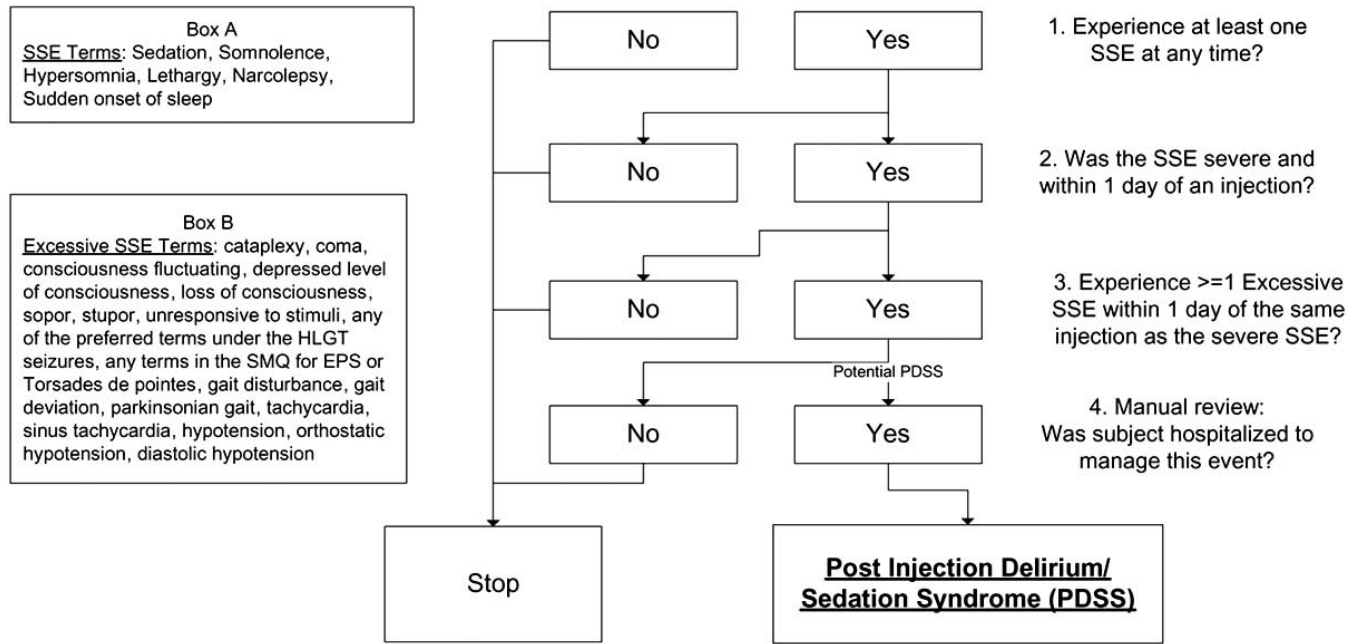 Box A
SSE Terms: Sedation, Somnolence,
Hypersomnia, Lethargy, Narcolepsy,
Sudden onset of sleep
No
Yes
1. Experience at least one
SSE at any time?
No
Yes
2. Was the SSE severe and
within 1 day of an injection?
Box B
Excessive SSE Terms: cataplexy, coma,
consciousness fluctuating, depressed level
of consciousness, loss of consciousness,
sopor, stupor, unresponsive to stimuli, any
of the preferred terms under the HLGT
seizures, any terms in the SMQ for EPS or
Torsades de pointes, gait disturbance, gait
deviation, parkinsonian gait, tachycardia,
sinus tachycardia, hypotension, orthostatic
hypotension, diastolic hypotension
No
Yes
3. Experience >=1 Excessive
SSE within 1 day of the same
injection as the severe SSE?
Potential PDSS
No
Yes
4. Manual review:
Was subject hospitalized to
manage this event?
Stop
Post Injection Delirium/
Sedation Syndrome (PDSS)